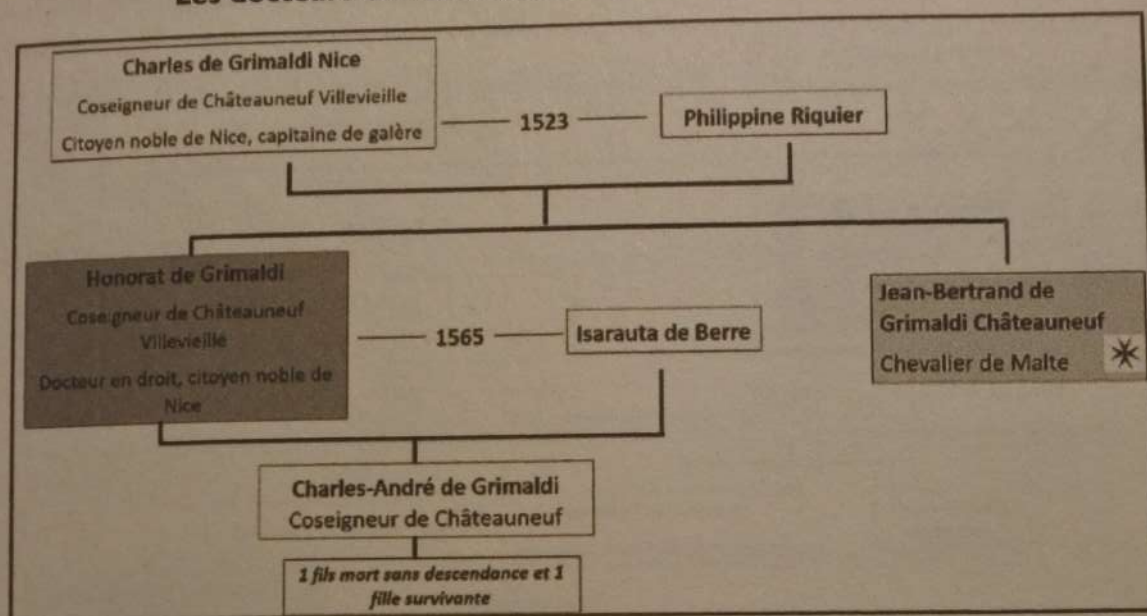 Charles de Grimaldi Nice
Coseigneur de Châteauneuf Villevieille
Citoyen noble de Nice, capitaine de galère
1523
Philippine Riquier
Honorat de Grimaldi
Coseigneur de Châteauneuf
Villevieille
Docteur en droit, citoyen noble de
Nice
1565
Isarauta de Berre
Jean-Bertrand de
Grimaldi Châteauneuf
Chevalier de Malte
Charles-André de Grimaldi
Coseigneur de Châteauneuf
1 fils mort sans descendance et 1
fille survivante